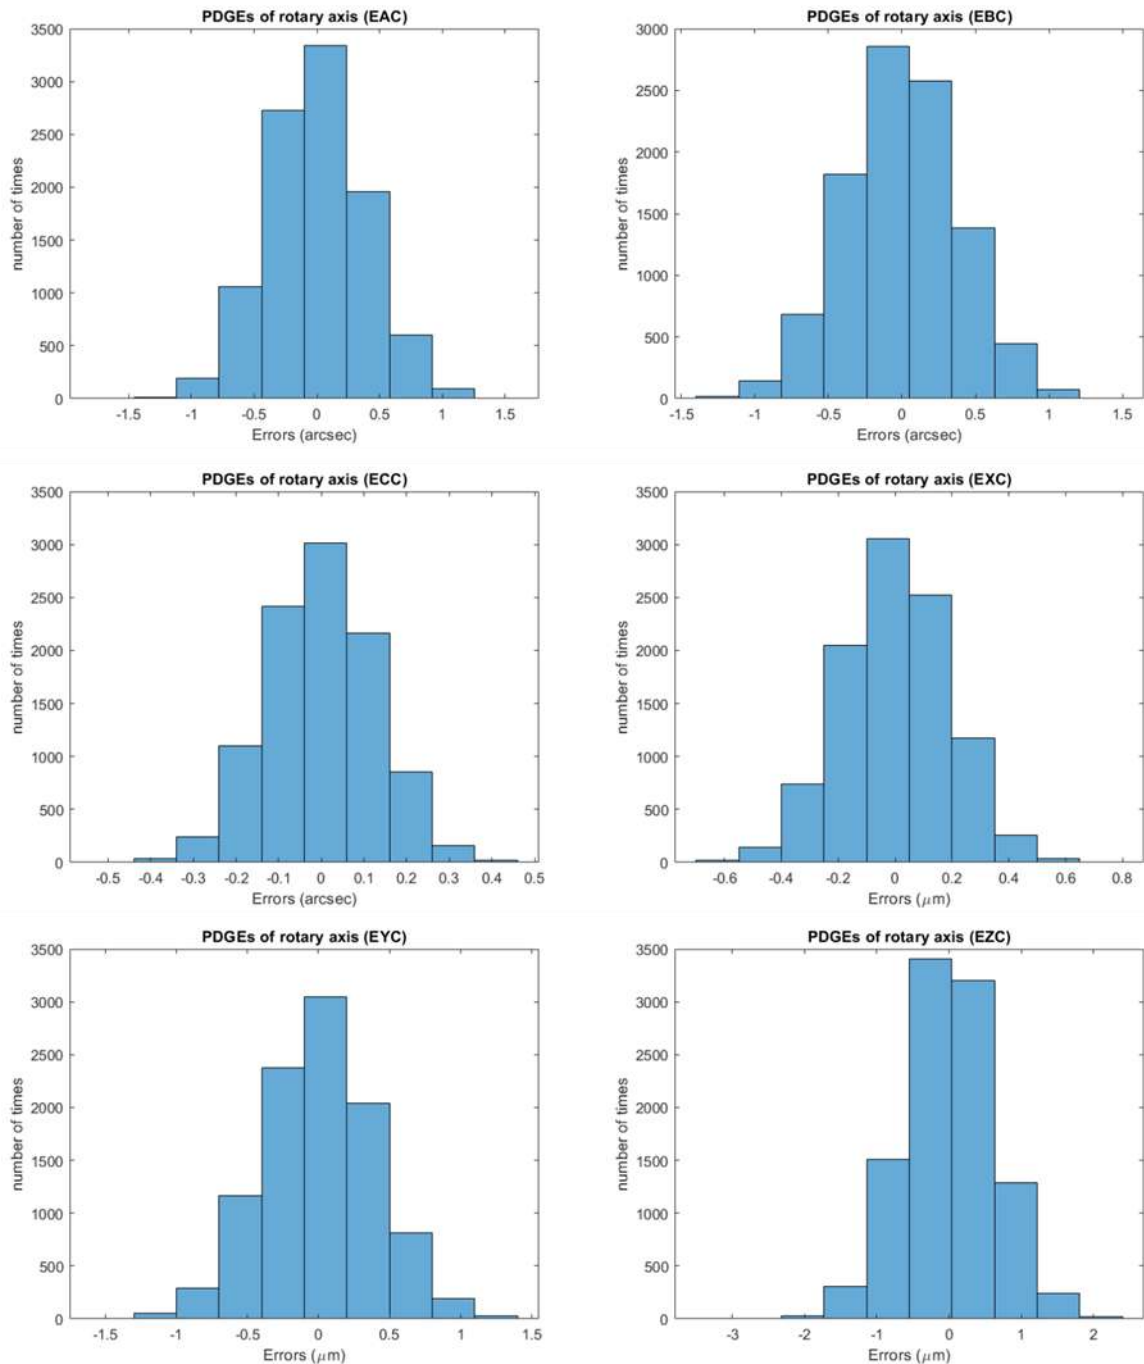 PDGEs of rotary axis (EAC)
3500
3000
2500
2000
1500
1000
500
0
number of times
-1.5 -1 -0.5 0 0.5 1 1.5
Errors (arcsec)
PDGEs of rotary axis (EBC)
3000
2500
2000
1500
1000
500
0
number of times
-1.5 -1 -0.5 0 0.5 1 1.5
Errors (arcsec)
PDGEs of rotary axis (ECC)
3500
3000
2500
2000
1500
1000
500
0
number of times
-0.5 -0.4 -0.3 -0.2 -0.1 0 0.1 0.2 0.3 0.4 0.5
Errors (arcsec)
PDGEs of rotary axis (EXC)
3500
3000
2500
2000
1500
1000
500
0
number of times
-0.6 -0.4 -0.2 0 0.2 0.4 0.6 0.8
Errors (μm)
PDGEs of rotary axis (EYC)
3500
3000
2500
2000
1500
1000
500
0
number of times
-1.5 -1 -0.5 0 0.5 1 1.5
Errors (μm)
PDGEs of rotary axis (EZC)
3500
3000
2500
2000
1500
1000
500
0
number of times
-3 -2 -1 0 1 2
Errors (μm)